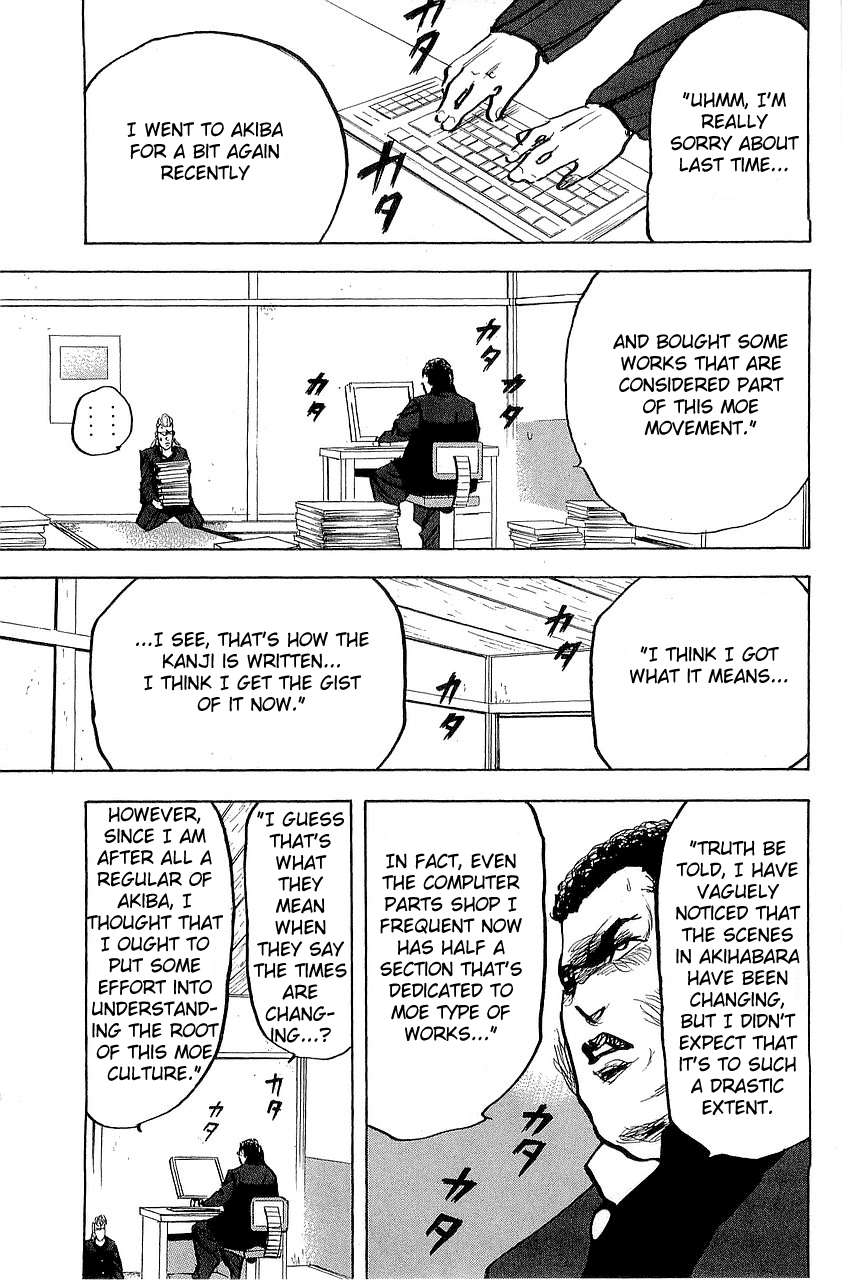 "UHMM, I'M
REALLY
SORRY ABOUT
LAST TIME...
カタ
カタ
I WENT TO AKIBA
FOR A BIT AGAIN
RECENTLY
AND BOUGHT SOME
WORKS THAT ARE
CONSIDERED PART
OF THIS MOE
MOVEMENT."
カタ
カタ
カタ
"I THINK I GOT
WHAT IT MEANS...
カタ
カタ
...I SEE, THAT'S HOW THE
KANJI IS WRITTEN...
I THINK I GET THE GIST
OF IT NOW."
"TRUTH BE
TOLD, I HAVE
VAGUELY
NOTICED THAT
THE SCENES
IN AKIHABARA
HAVE BEEN
CHANGING,
BUT I DIDN'T
EXPECT THAT
IT'S TO SUCH
A DRASTIC
EXTENT.
IN FACT, EVEN
THE COMPUTER
PARTS SHOP I
FREQUENT NOW
HAS HALF A
SECTION THAT'S
DEDICATED TO
MOE TYPE OF
WORKS..."
カタ
カタ
"I GUESS
THAT'S
WHAT
THEY
MEAN
WHEN
THEY SAY
THE TIMES
ARE
CHANG-
ING...?
HOWEVER,
SINCE I AM
AFTER ALL A
REGULAR OF
AKIBA, I
THOUGHT THAT
I OUGHT TO
PUT SOME
EFFORT INTO
UNDERSTAND-
ING THE ROOT
OF THIS MOE
CULTURE."
カタ
カタ